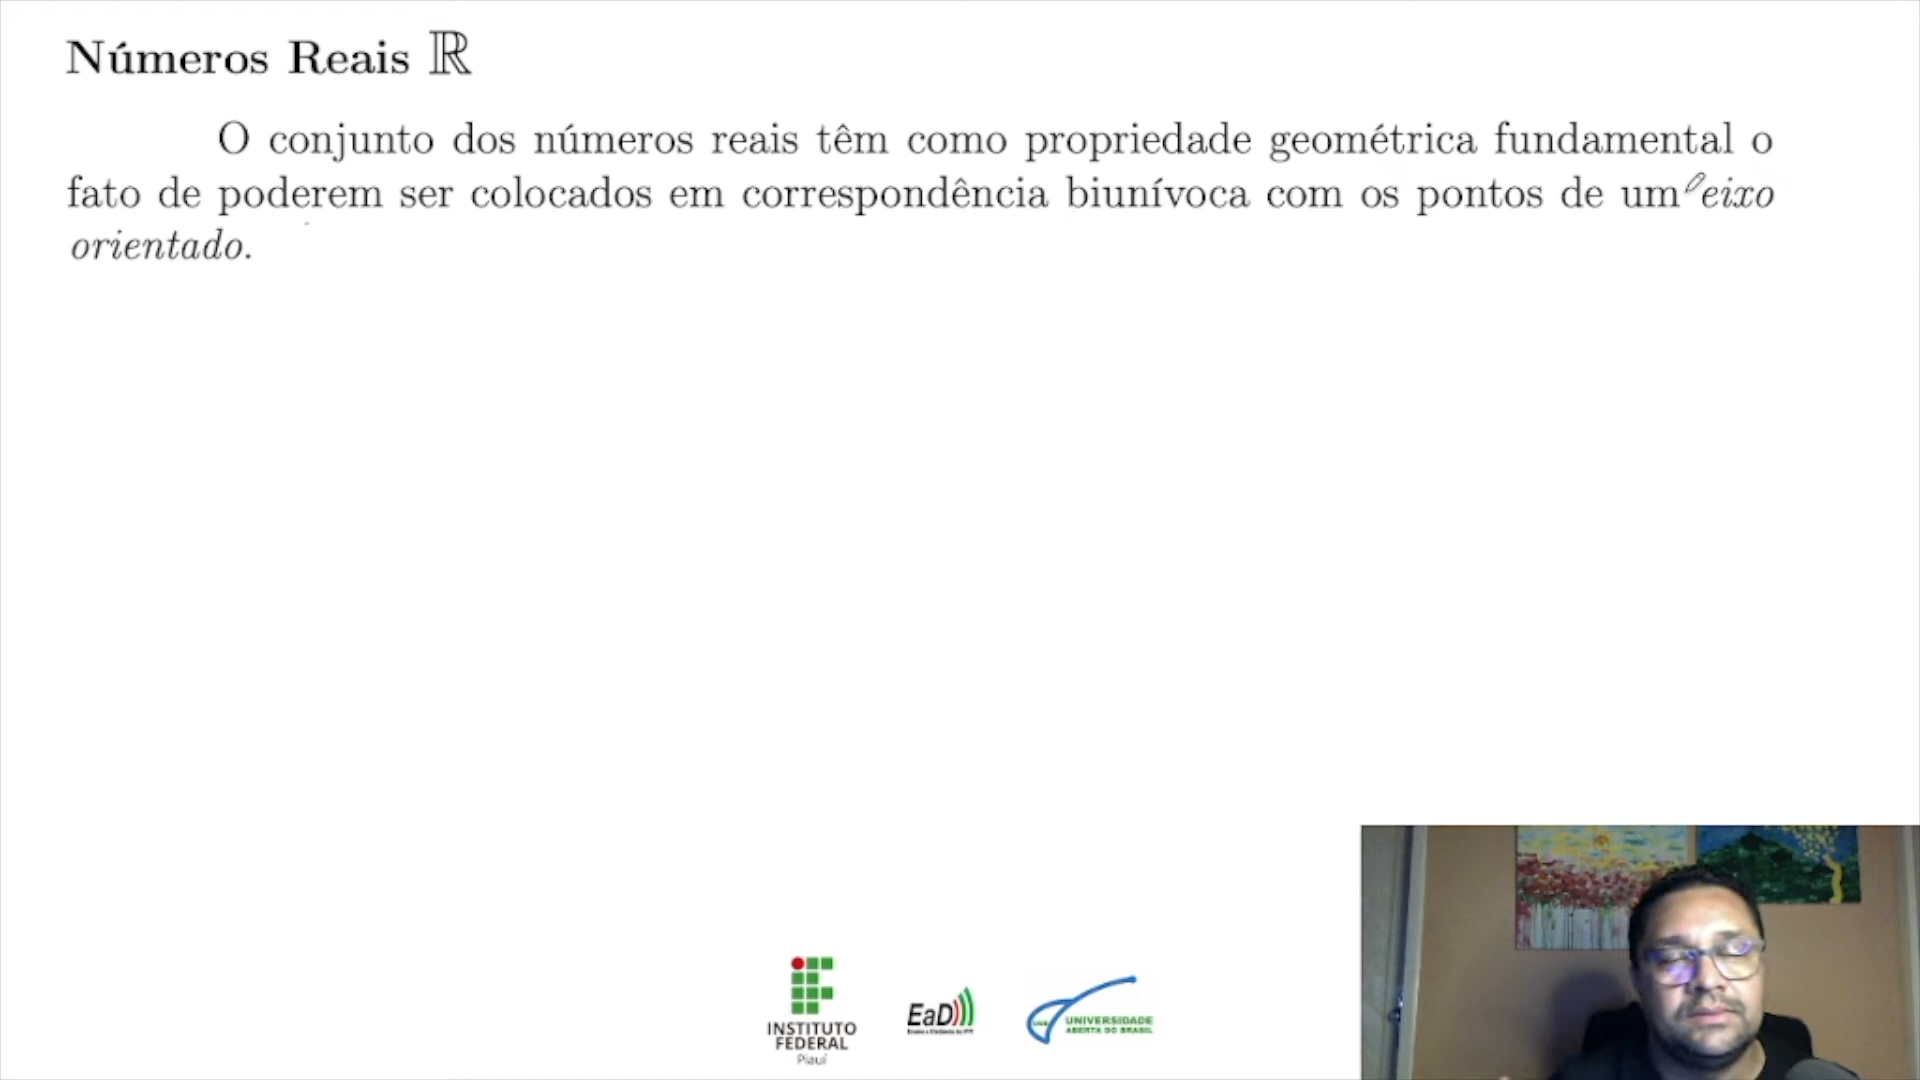 Números Reais ℝ
O conjunto dos números reais têm como propriedade geométrica fundamental o
fato de poderem ser colocados em correspondência biunívoca com os pontos de um eixo
orientado.
INSTITUTO
FEDERAL
Piauí
EaD
UAB
UNIVERSIDADE
ABERTA DO BRASIL